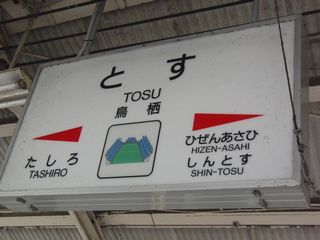 とす
TOSU
鳥栖
たしろ
TASHIRO
ひぜんあさひ
HIZEN-ASAHI
しんとす
SHIN-TOSU